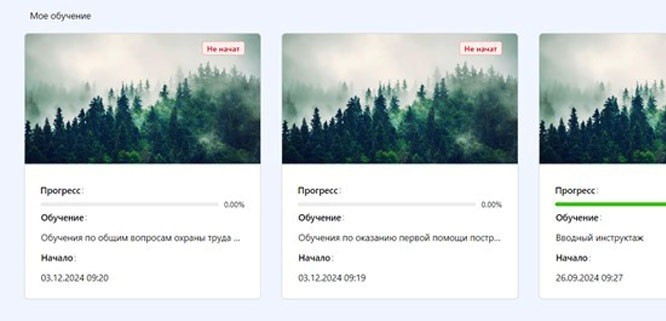 Мое обучение
Не начат
Прогресс:
0.00%
Обучение:
Обучения по общим вопросам охраны труда ...
Начало:
03.12.2024 09:20
Не начат
Прогресс:
0.00%
Обучение:
Обучения по оказанию первой помощи постр...
Начало:
03.12.2024 09:19
Прогресс:
Обучение:
Вводный инструктаж
Начало:
26.09.2024 09:27